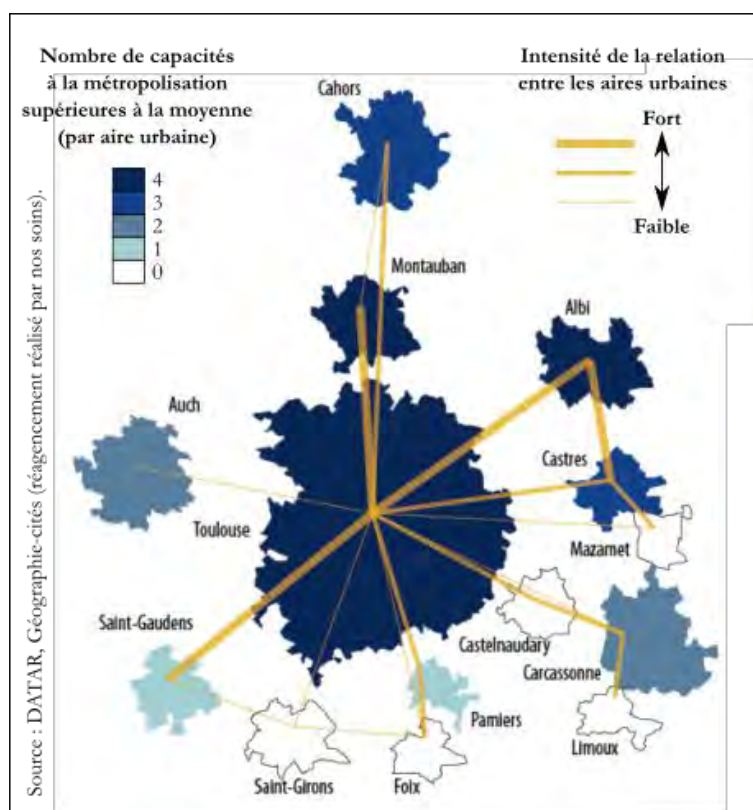 Nombre de capacités
à la métropolisation
supérieures à la moyenne
(par aire urbaine)
4
3
2
1
0
Intensité de la relation
entre les aires urbaines
Fort
Faible
Cahors
Montauban
Albi
Auch
Castres
Toulouse
Mazamet
Saint-Gaudens
Castelnaudary
Carcassonne
Pamiers
Limoux
Saint-Girons
Foix
Source : DATAR, Géographie-cités (réagencement réalisé par nos soins).